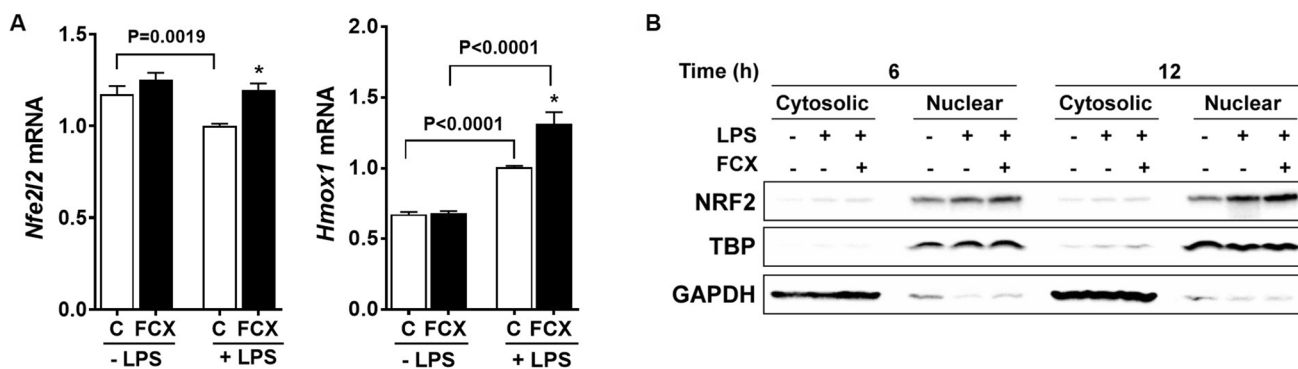 A
Nfe2l2 mRNA
1.5
1.0
0.5
0.0
P=0.0019
*
C FCX C FCX
- LPS + LPS
Hmox1 mRNA
2.0
1.5
1.0
0.5
0.0
P<0.0001
P<0.0001
*
C FCX C FCX
- LPS + LPS
B
Time (h) 6 12
Cytosolic Nuclear Cytosolic Nuclear
LPS - + + - + + - + + - + +
FCX - - + - - + - - + - - +
NRF2
TBP
GAPDH